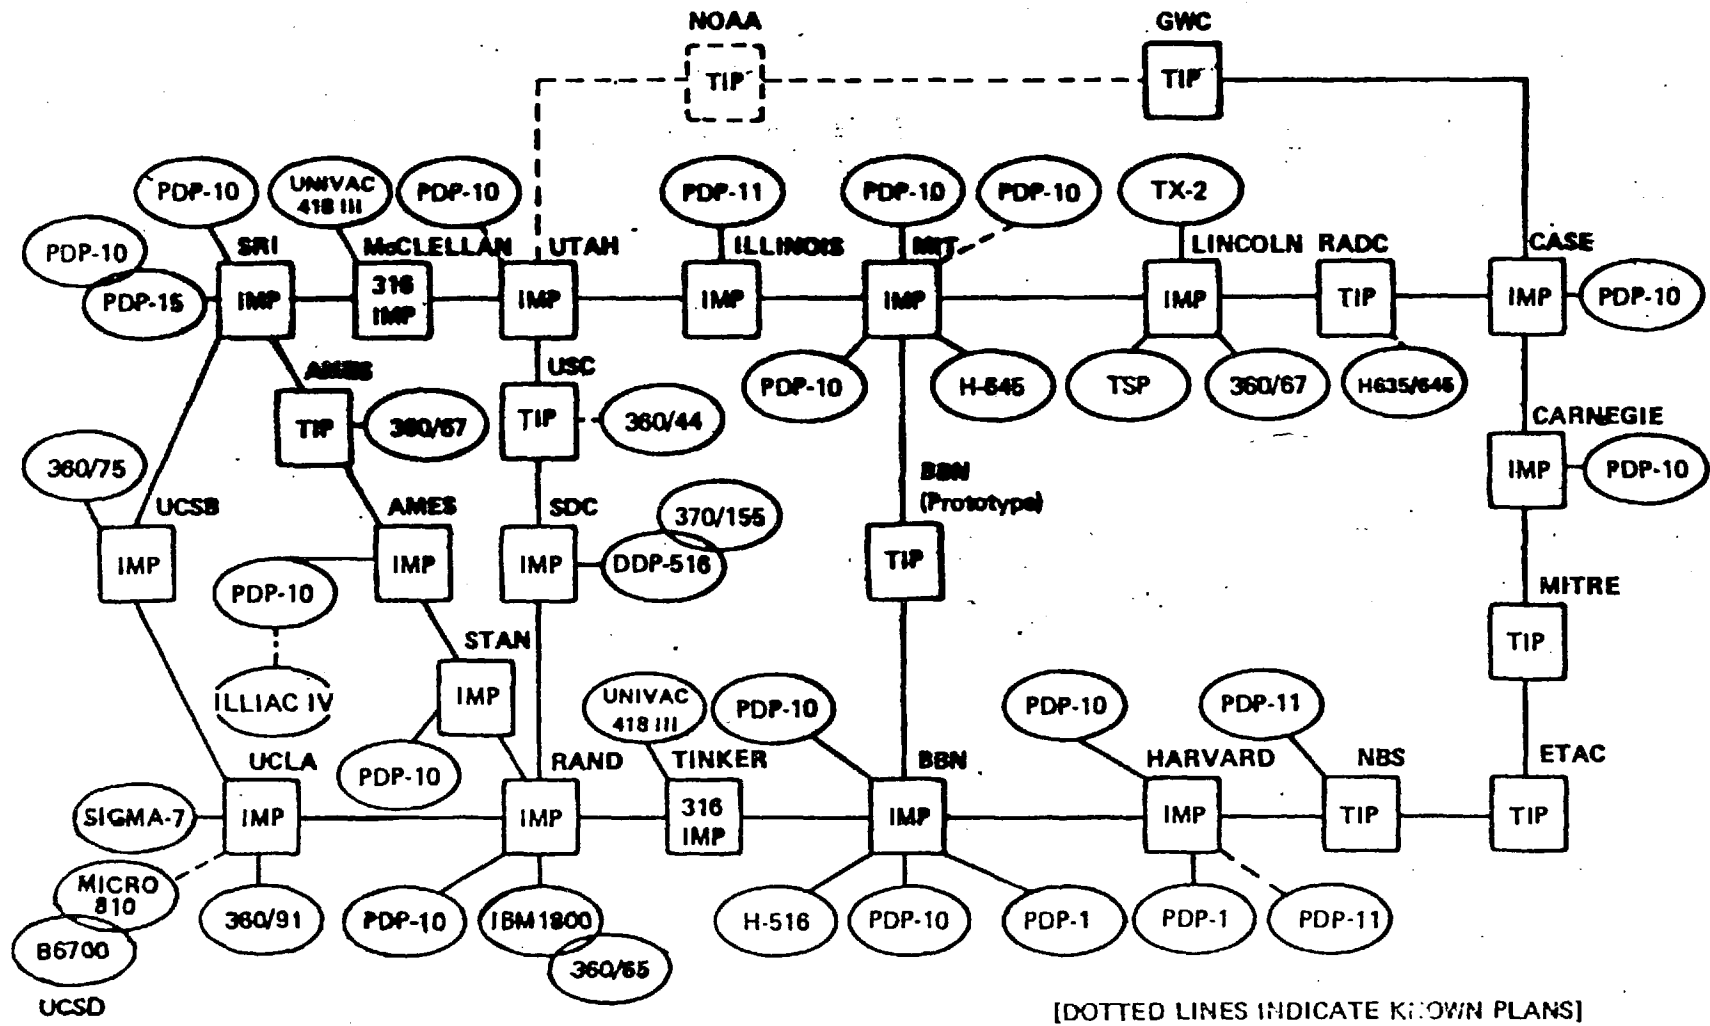 NOAA
GWC
TIP
TIP
PDP-10
UNIVAC
418 III
PDP-10
PDP-11
PDP-10
PDP-10
TX-2
PDP-10
PDP-15
SRI
IMP
McCLELLAN
316
IMP
UTAH
IMP
ILLINOIS
IMP
MIT
IMP
LINCOLN
IMP
RADC
TIP
CASE
IMP
PDP-10
PDP-10
H-645
TSP
360/67
H635/645
AMES
TIP
360/67
USC
TIP
360/44
CARNEGIE
IMP
PDP-10
360/75
UCSB
IMP
AMES
IMP
SDC
IMP
370/155
DDP-516
BBN
(Prototype)
TIP
MITRE
TIP
PDP-10
ILLIAC IV
STAN
IMP
PDP-10
UNIVAC
418 III
PDP-10
PDP-10
PDP-11
UCLA
IMP
SIGMA-7
RAND
IMP
TINKER
316
IMP
BBN
IMP
HARVARD
IMP
NBS
TIP
ETAC
TIP
MICRO
810
B6700
UCSD
360/91
PDP-10
IBM1800
360/65
H-516
PDP-10
PDP-1
PDP-1
PDP-11
[DOTTED LINES INDICATE KNOWN PLANS]